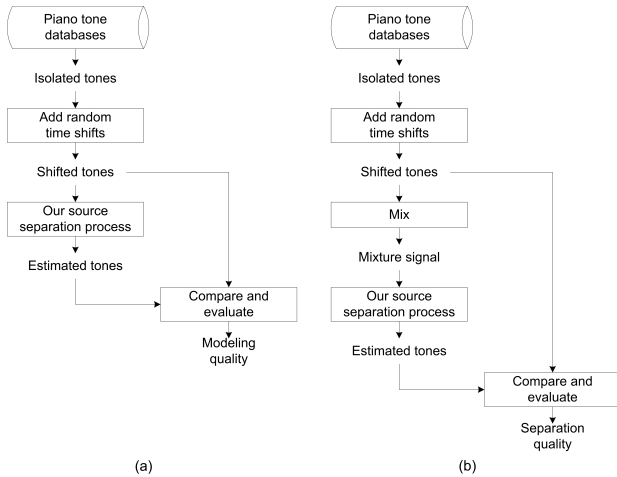 Piano tone
databases
Isolated tones
Add random
time shifts
Shifted tones
Our source
separation process
Estimated tones
Compare and
evaluate
Modeling
quality
(a)
Piano tone
databases
Isolated tones
Add random
time shifts
Shifted tones
Mix
Mixture signal
Our source
separation process
Estimated tones
Compare and
evaluate
Separation
quality
(b)